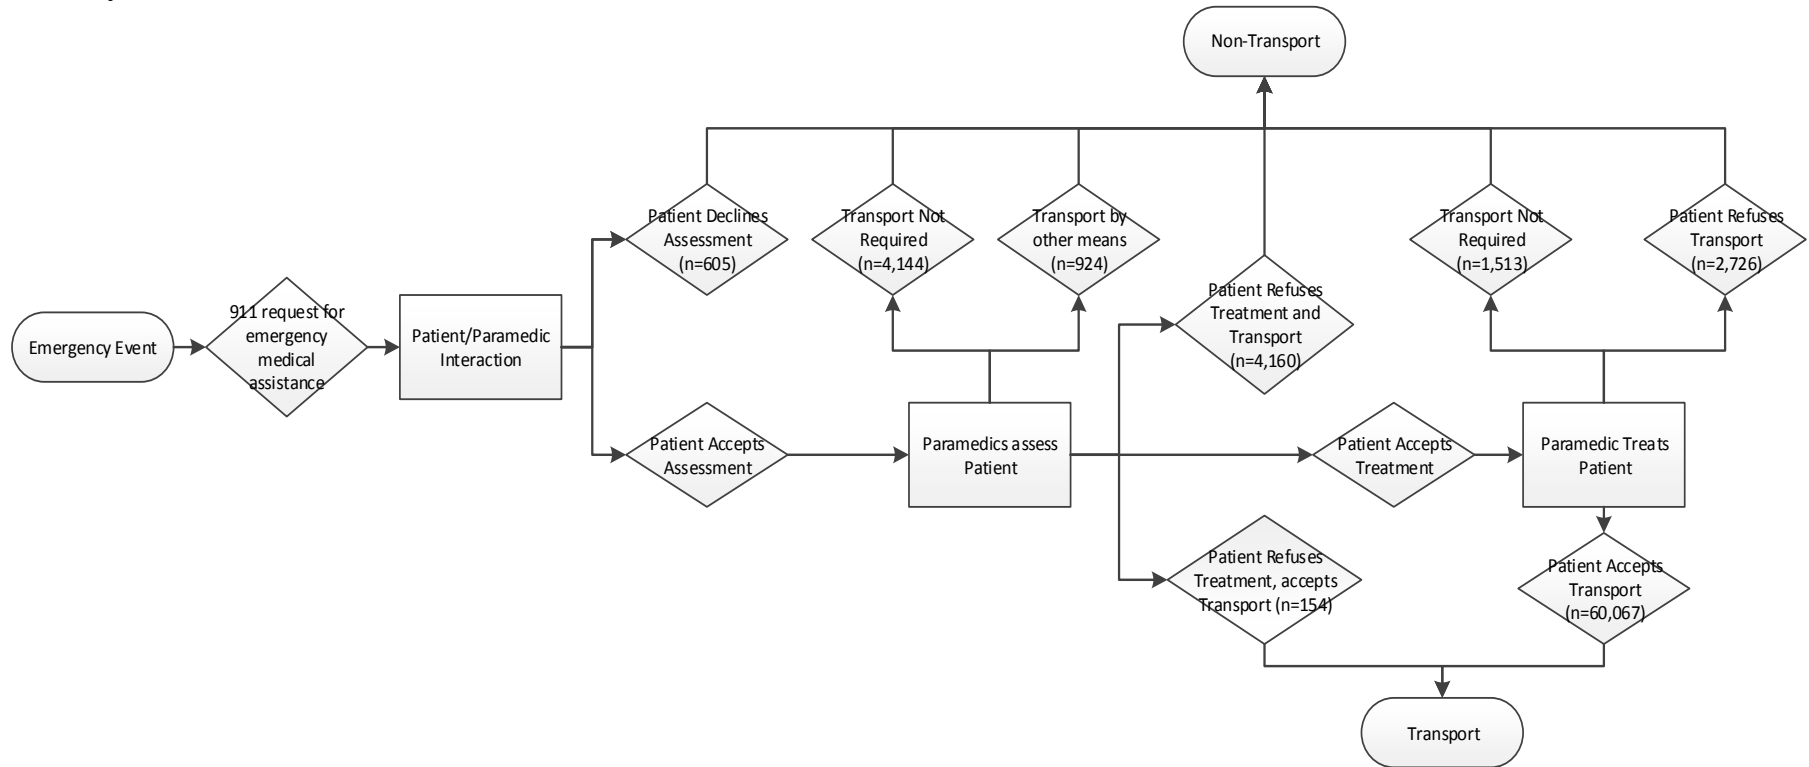 Non-Transport
Patient Declines
Assessment
(n=605)
Transport Not
Required
(n=4,144)
Transport by
other means
(n=924)
Transport Not
Required
(n=1,513)
Patient Refuses
Transport
(n=2,726)
Patient Refuses
Treatment and
Transport
(n=4,160)
Emergency Event
911 request for
emergency
medical
assistance
Patient/Paramedic
Interaction
Patient Accepts
Assessment
Paramedics assess
Patient
Patient Accepts
Treatment
Paramedic Treats
Patient
Patient Refuses
Treatment, accepts
Transport (n=154)
Patient Accepts
Transport
(n=60,067)
Transport